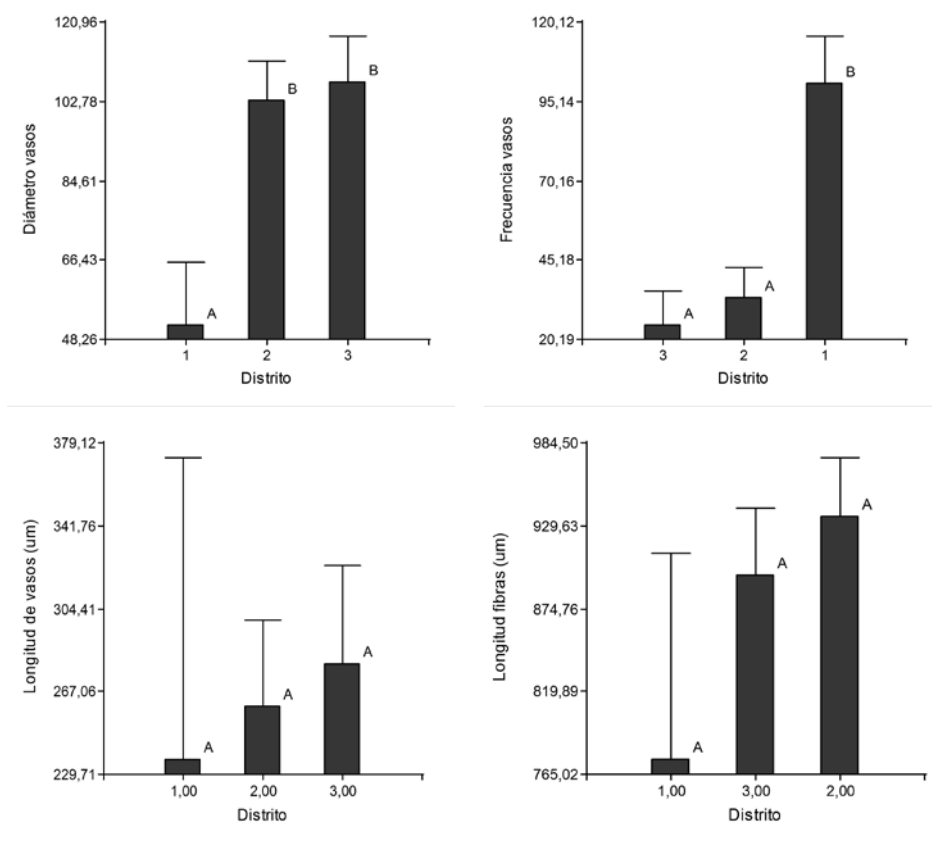 Diámetro vasos
120,96
102,78
84,61
66,43
48,26
A
B
B
1
2
3
Distrito
Frecuencia vasos
120,12
95,14
70,16
45,18
20,19
A
A
B
3
2
1
Distrito
Longitud de vasos (um)
379,12
341,76
304,41
267,06
229,71
A
A
A
1,00
2,00
3,00
Distrito
Longitud fibras (um)
984,50
929,63
874,76
819,89
765,02
A
A
A
1,00
3,00
2,00
Distrito